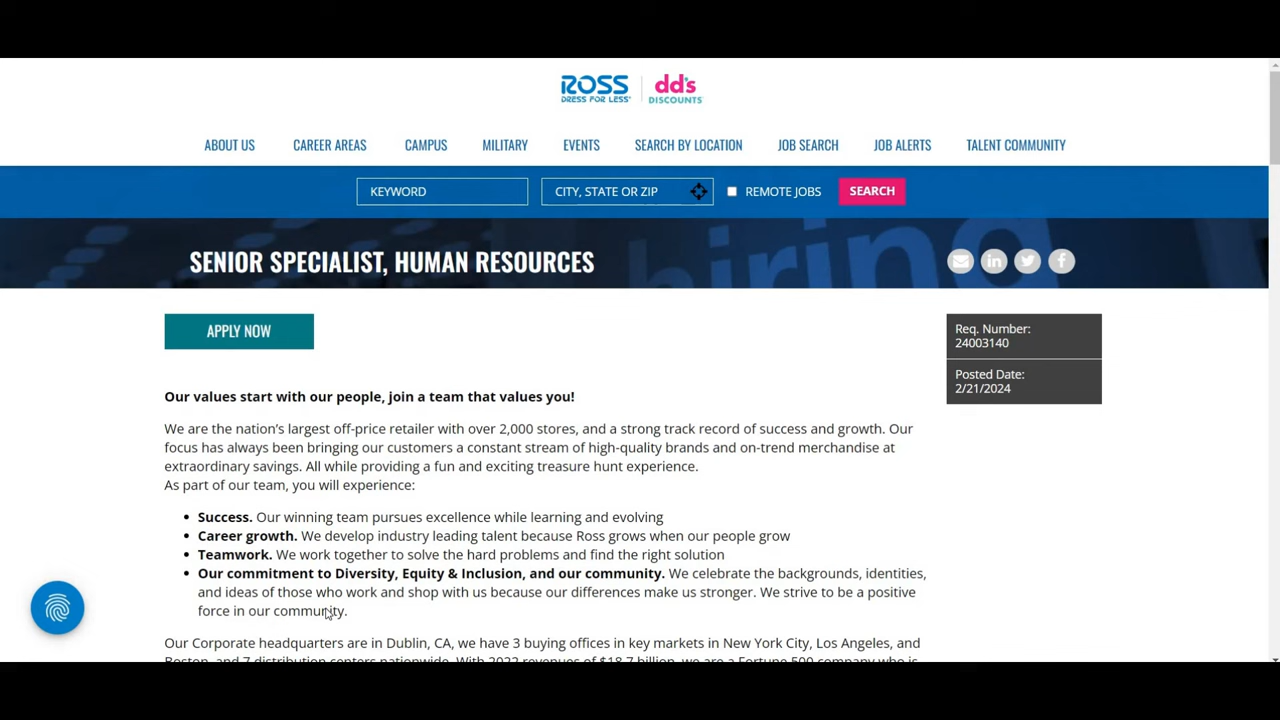 ROSS
DRESS FOR LESS
dd's
DISCOUNTS
ABOUT US
CAREER AREAS
CAMPUS
MILITARY
EVENTS
SEARCH BY LOCATION
JOB SEARCH
JOB ALERTS
TALENT COMMUNITY
KEYWORD
CITY, STATE OR ZIP
REMOTE JOBS
SEARCH
hiring
SENIOR SPECIALIST, HUMAN RESOURCES
APPLY NOW
Req. Number:
24003140
Posted Date:
2/21/2024
Our values start with our people, join a team that values you!
We are the nation's largest off-price retailer with over 2,000 stores, and a strong track record of success and growth. Our
focus has always been bringing our customers a constant stream of high-quality brands and on-trend merchandise at
extraordinary savings. All while providing a fun and exciting treasure hunt experience.
As part of our team, you will experience:
• Success. Our winning team pursues excellence while learning and evolving
• Career growth. We develop industry leading talent because Ross grows when our people grow
• Teamwork. We work together to solve the hard problems and find the right solution
• Our commitment to Diversity, Equity & Inclusion, and our community. We celebrate the backgrounds, identities,
and ideas of those who work and shop with us because our differences make us stronger. We strive to be a positive
force in our community.
Our Corporate headquarters are in Dublin, CA, we have 3 buying offices in key markets in New York City, Los Angeles, and
Boston, and 7 distribution centers nationwide. With 2022 revenues of $18.7 billion, we are a Fortune 500 company who is